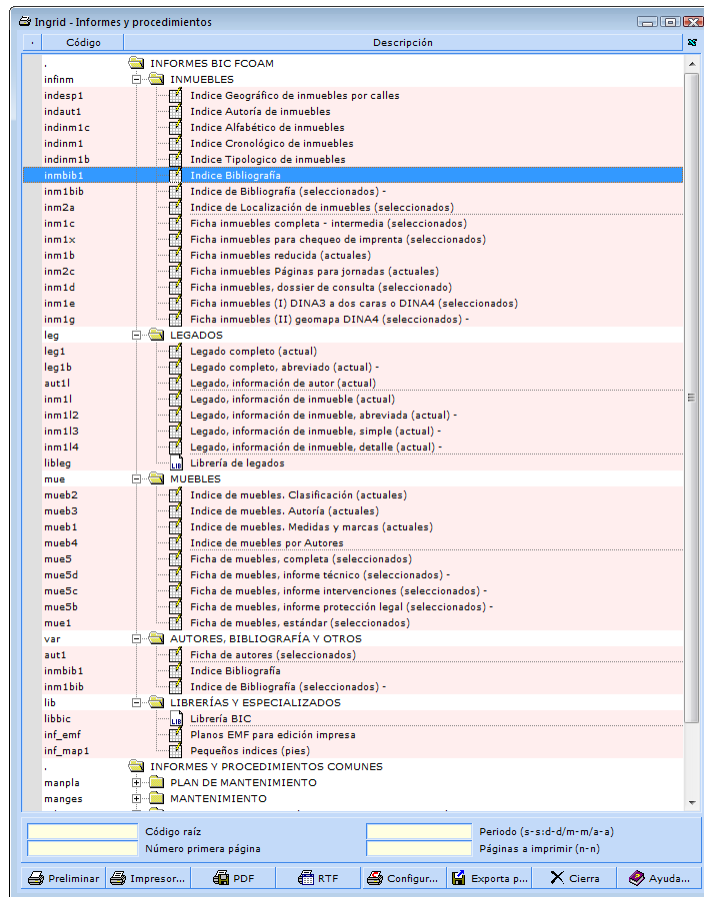 Ingrid - Informes y procedimientos
· Código Descripción
. INFORMES BIC FCOAM
infinm INMUEBLES
indesp1 Indice Geográfico de inmuebles por calles
indaut1 Indice Autoría de inmuebles
indinm1c Indice Alfabético de inmuebles
indinm1 Indice Cronológico de inmuebles
indinm1b Indice Tipologico de inmuebles
inmbib1 Indice Bibliografía
inm1bib Indice de Bibliografía (seleccionados) -
inm2a Indice de Localización de inmuebles (seleccionados)
inm1c Ficha inmuebles completa - intermedia (seleccionados)
inm1x Ficha inmuebles para chequeo de imprenta (seleccionados)
inm1b Ficha inmuebles reducida (actuales)
inm2c Ficha inmuebles Páginas para jornadas (actuales)
inm1d Ficha inmuebles, dossier de consulta (seleccionado)
inm1e Ficha inmuebles (I) DINA3 a dos caras o DINA4 (seleccionados)
inm1g Ficha inmuebles (II) geomapa DINA4 (seleccionados) -
leg LEGADOS
leg1 Legado completo (actual)
leg1b Legado completo, abreviado (actual) -
aut1l Legado, información de autor (actual)
inm1l Legado, información de inmueble (actual)
inm1l2 Legado, información de inmueble, abreviada (actual) -
inm1l3 Legado, información de inmueble, simple (actual) -
inm1l4 Legado, información de inmueble, detalle (actual) -
libleg LIB Librería de legados
mue MUEBLES
mueb2 Indice de muebles. Clasificación (actuales)
mueb3 Indice de muebles. Autoría (actuales)
mueb1 Indice de muebles. Medidas y marcas (actuales)
mueb4 Indice de muebles por Autores
mue5 Ficha de muebles, completa (seleccionados)
mue5d Ficha de muebles, informe técnico (seleccionados) -
mue5c Ficha de muebles, informe intervenciones (seleccionados) -
mue5b Ficha de muebles, informe protección legal (seleccionados) -
mue1 Ficha de muebles, estándar (seleccionados)
var AUTORES, BIBLIOGRAFÍA Y OTROS
aut1 Ficha de autores (seleccionados)
inmbib1 Indice Bibliografía
inm1bib Indice de Bibliografía (seleccionados) -
lib LIBRERÍAS Y ESPECIALIZADOS
libbic LIB Librería BIC
inf_emf Planos EMF para edición impresa
inf_map1 Pequeños indices (pies)
. INFORMES Y PROCEDIMIENTOS COMUNES
manpla PLAN DE MANTENIMIENTO
manges MANTENIMIENTO
Código raíz Periodo (s-s:d-d/m-m/a-a)
Número primera página Páginas a imprimir (n-n)
Preliminar Impresor... PDF RTF Configur... Exporta p... Cierra Ayuda...